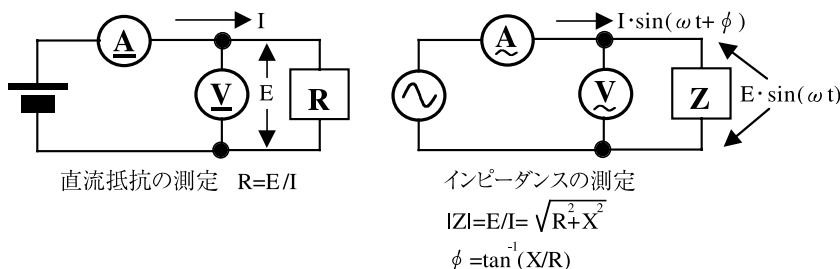 I
A
V
E
R
直流抵抗の測定 R=E/I
I·sin(ωt+φ)
A
V
Z
E·sin(ωt)
インピーダンスの測定
|Z|=E/I=√R²+X²
φ=tan⁻¹(X/R)